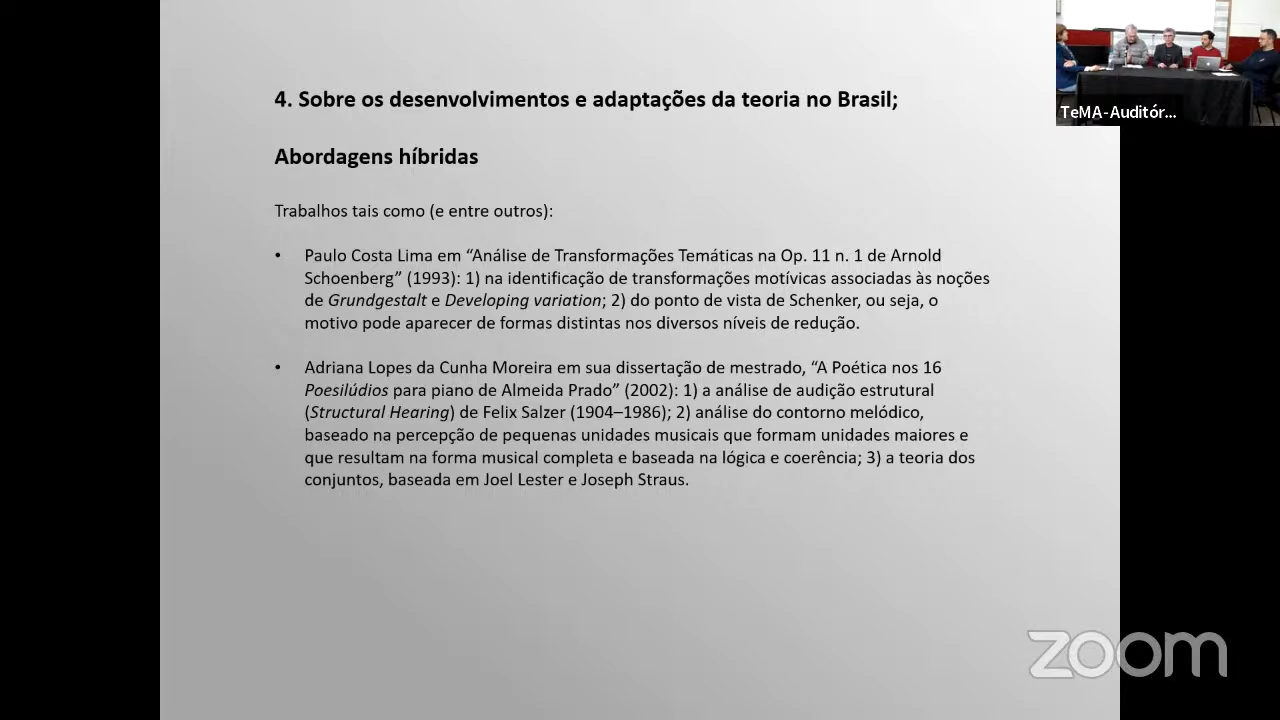 4. Sobre os desenvolvimentos e adaptações da teoria no Brasil;
Abordagens híbridas
Trabalhos tais como (e entre outros):
• Paulo Costa Lima em “Análise de Transformações Temáticas na Op. 11 n. 1 de Arnold
Schoenberg” (1993): 1) na identificação de transformações motívicas associadas às noções
de Grundgestalt e Developing variation; 2) do ponto de vista de Schenker, ou seja, o
motivo pode aparecer de formas distintas nos diversos níveis de redução.
• Adriana Lopes da Cunha Moreira em sua dissertação de mestrado, “A Poética nos 16
Poesilúdios para piano de Almeida Prado” (2002): 1) a análise de audição estrutural
(Structural Hearing) de Felix Salzer (1904–1986); 2) análise do contorno melódico,
baseado na percepção de pequenas unidades musicais que formam unidades maiores e
que resultam na forma musical completa e baseada na lógica e coerência; 3) a teoria dos
conjuntos, baseada em Joel Lester e Joseph Straus.
TeMA-Auditór...
zoom